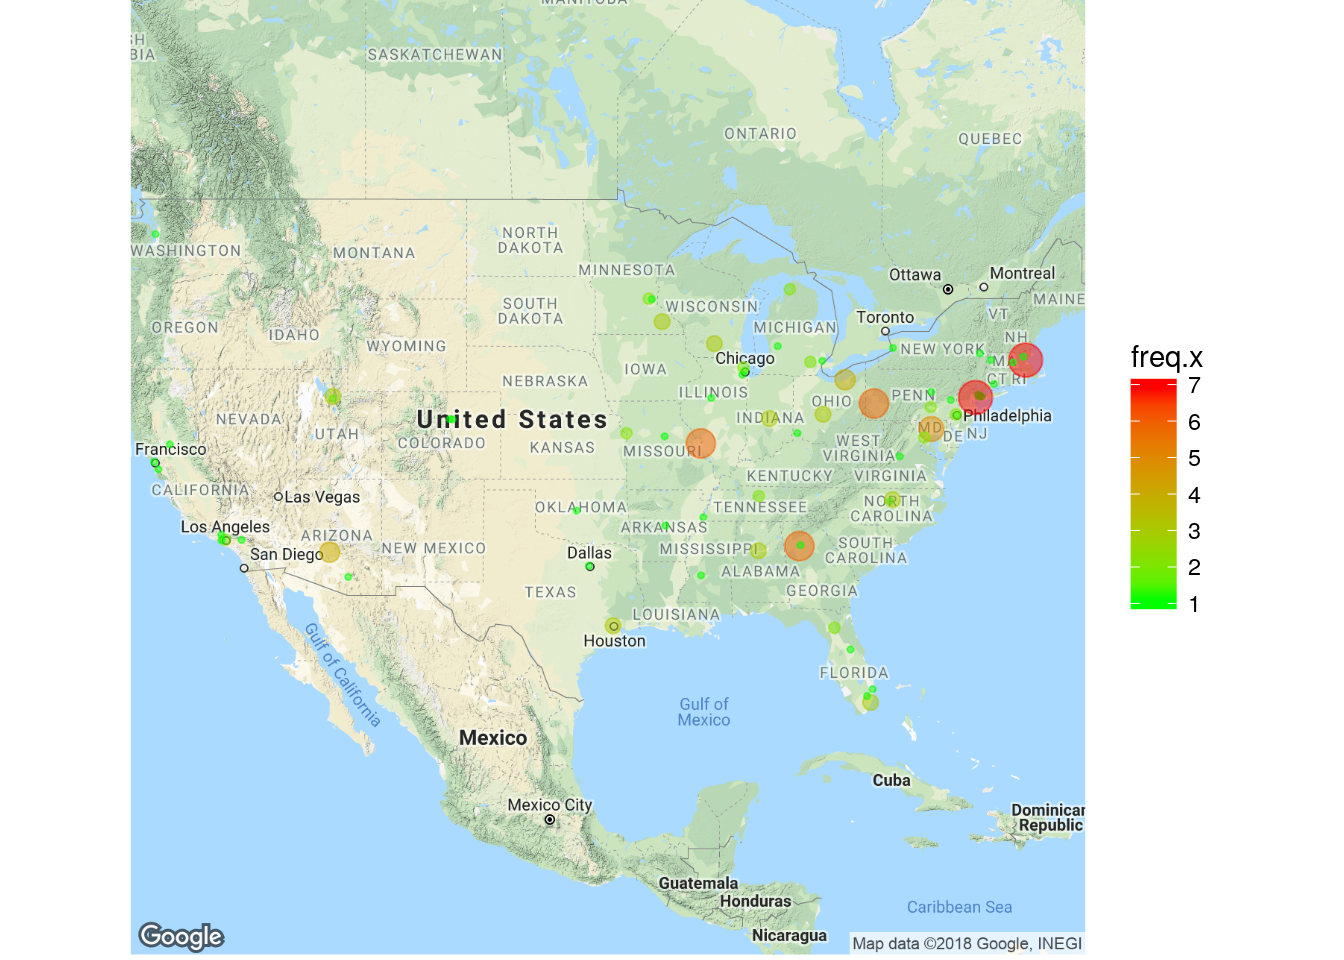 MANITOBA
SH
BIA
SASKATCHEWAN
ONTARIO
QUEBEC
WASHINGTON
MONTANA
NORTH
DAKOTA
MINNESOTA
Ottawa
Montreal
MAINE
OREGON
IDAHO
WYOMING
SOUTH
DAKOTA
WISCONSIN
MICHIGAN
Toronto
VT
NH
NEW YORK
MA
CT
RI
Chicago
IOWA
NEBRASKA
ILLINOIS
INDIANA
OHIO
PENN
Philadelphia
MD
DE
NJ
NEVADA
UTAH
United States
COLORADO
KANSAS
MISSOURI
WEST
VIRGINIA
KENTUCKY
VIRGINIA
Francisco
CALIFORNIA
Las Vegas
Los Angeles
San Diego
ARIZONA
NEW MEXICO
OKLAHOMA
ARKANSAS
TENNESSEE
NORTH
CAROLINA
SOUTH
CAROLINA
Dallas
MISSISSIPPI
ALABAMA
GEORGIA
TEXAS
LOUISIANA
Houston
FLORIDA
Gulf of California
Gulf of
Mexico
Mexico
Mexico City
Cuba
Dominican
Republic
Guatemala
Honduras
Nicaragua
Caribbean Sea
Google
Map data ©2018 Google, INEGI
freq.x
7
6
5
4
3
2
1